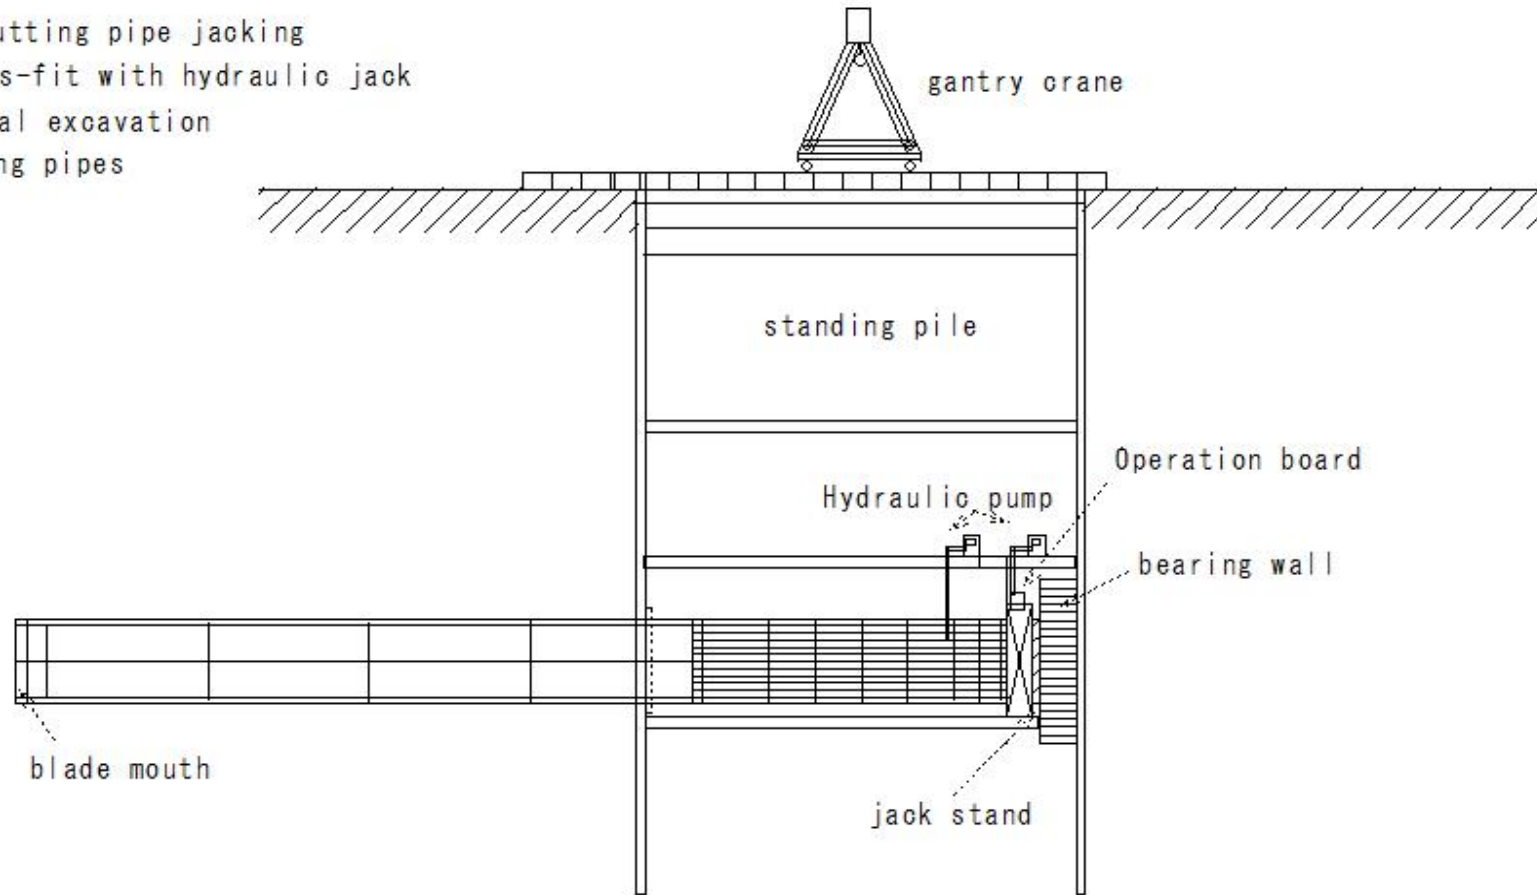 utting pipe jacking
s-fit with hydraulic jack
al excavation
ng pipes
gantry crane
standing pile
Operation board
Hydraulic pump
bearing wall
blade mouth
jack stand